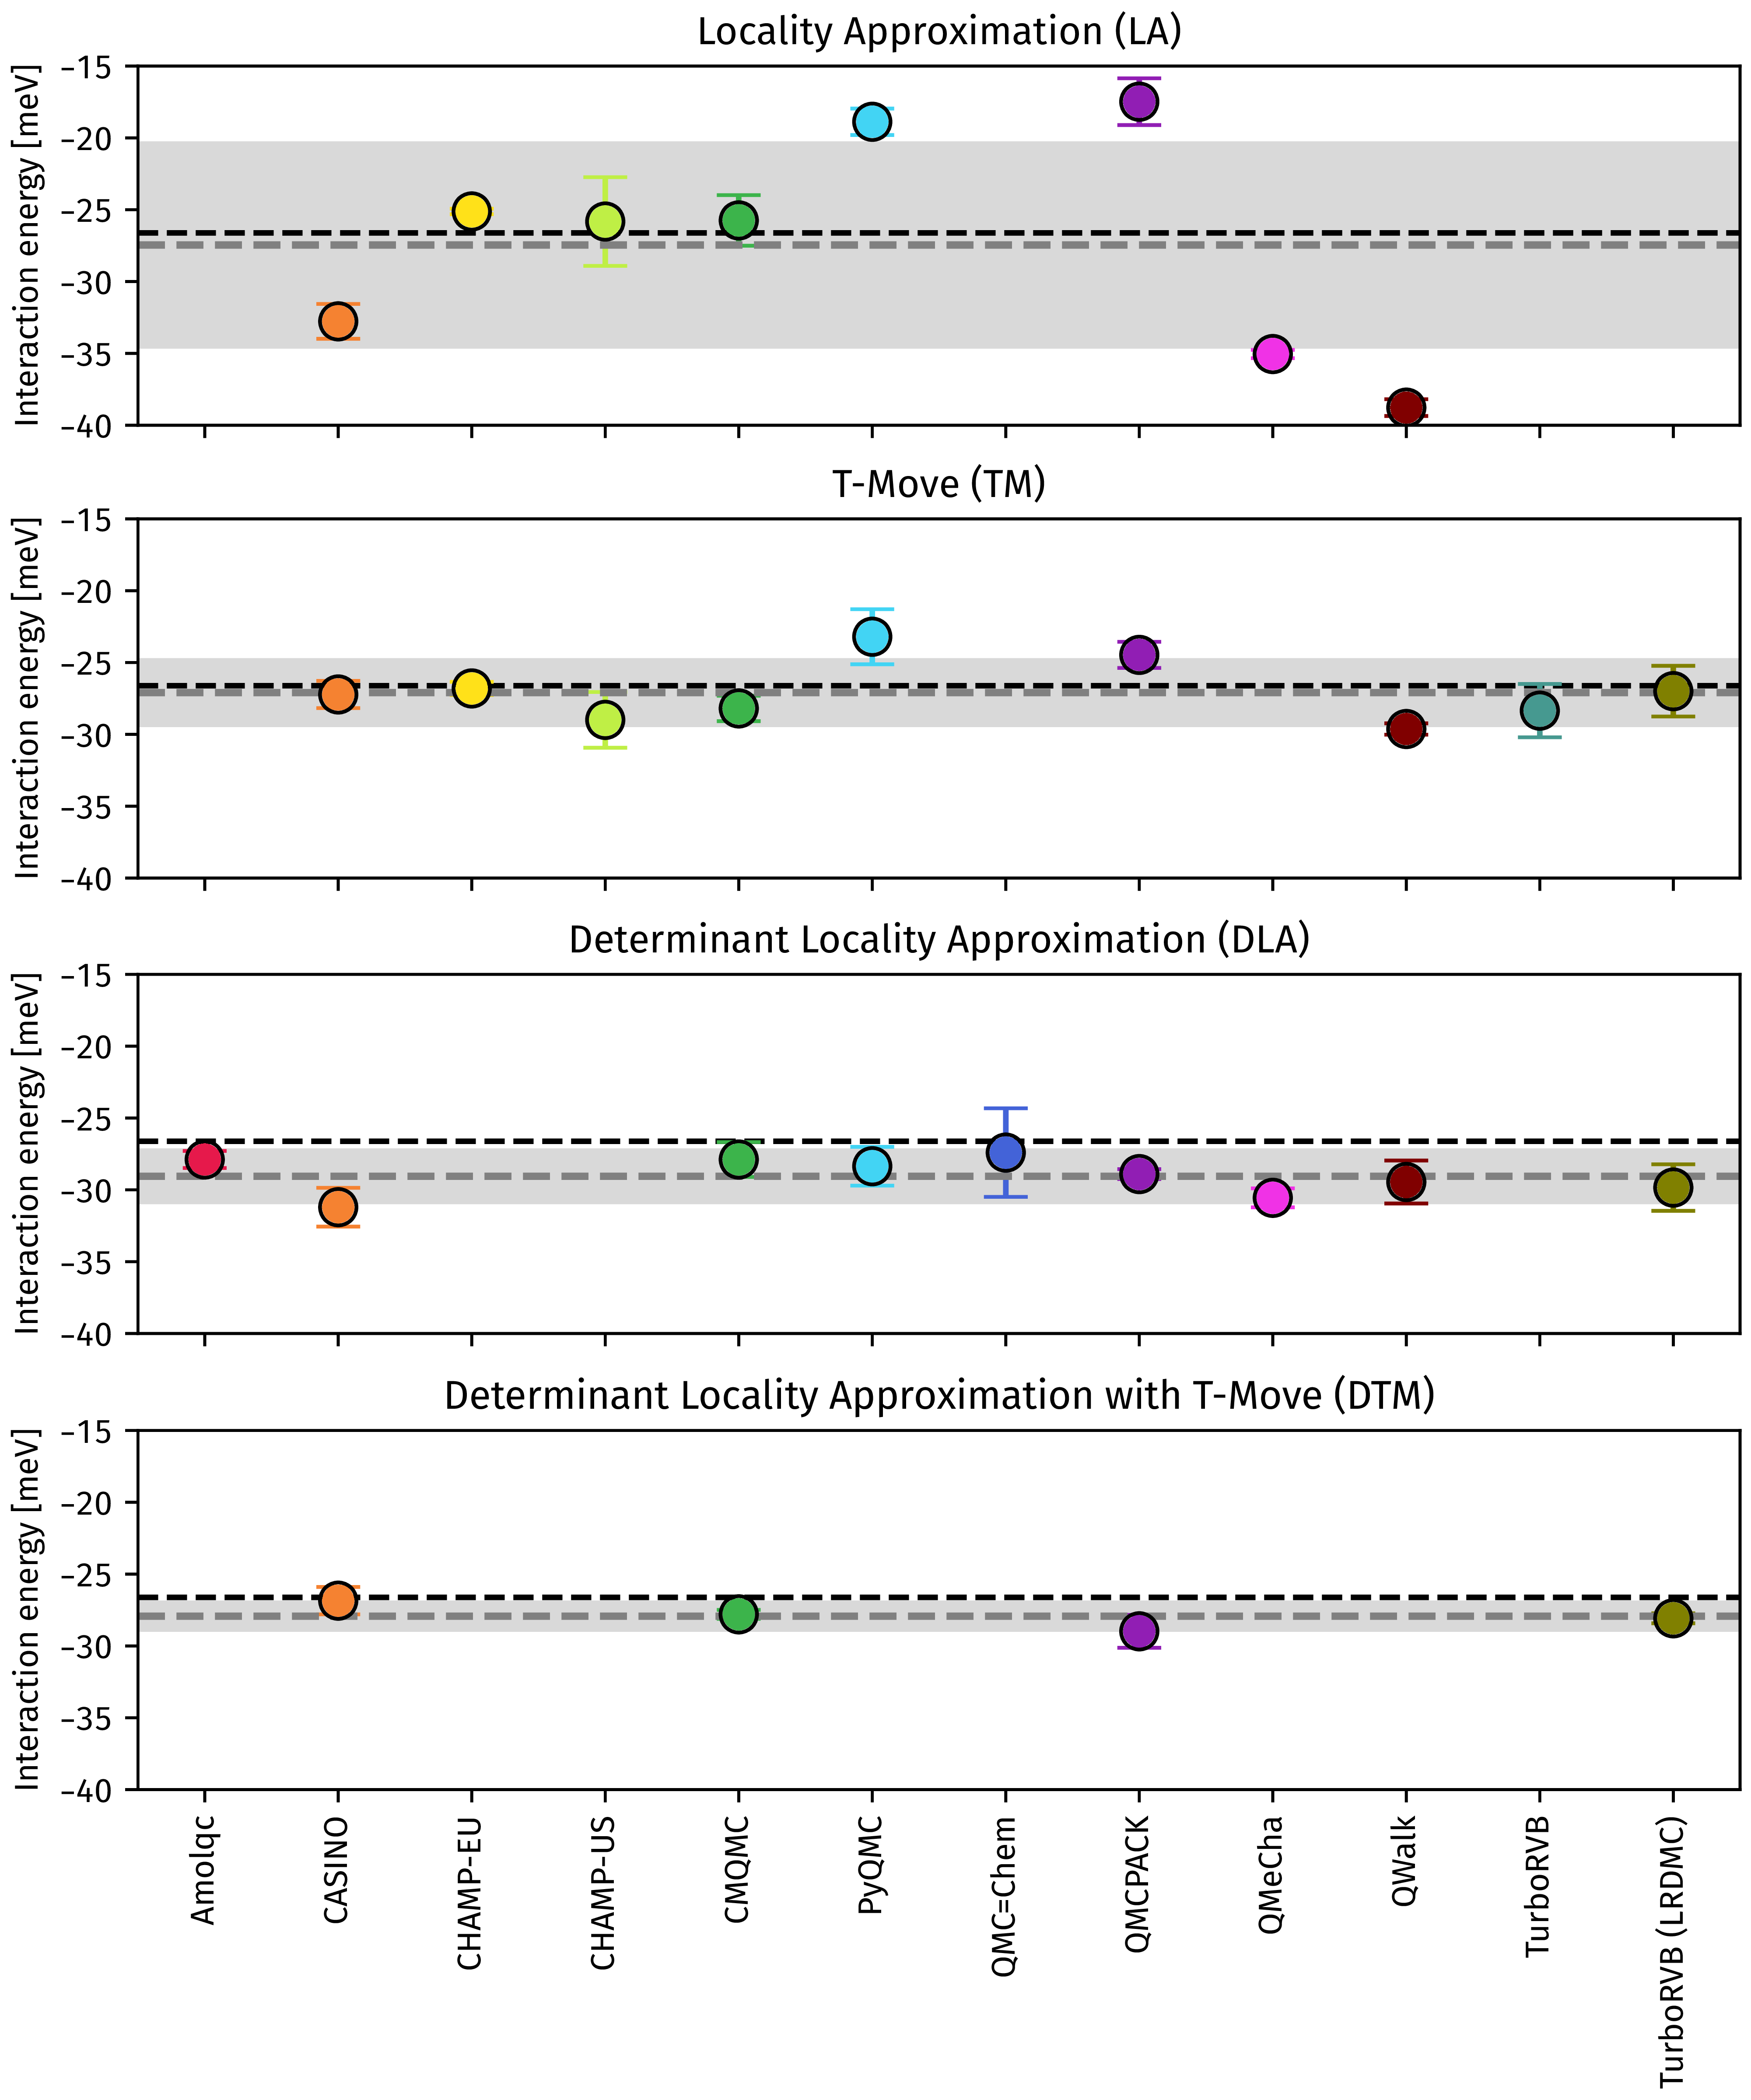 Locality Approximation (LA)
Interaction energy [meV]
−15
−20
−25
−30
−35
−40
T-Move (TM)
Interaction energy [meV]
−15
−20
−25
−30
−35
−40
Determinant Locality Approximation (DLA)
Interaction energy [meV]
−15
−20
−25
−30
−35
−40
Determinant Locality Approximation with T-Move (DTM)
Interaction energy [meV]
−15
−20
−25
−30
−35
−40
Amolqc
CASINO
CHAMP-EU
CHAMP-US
CMQMC
PyQMC
QMC=Chem
QMCPACK
QMeCha
QWalk
TurboRVB
TurboRVB (LRDMC)